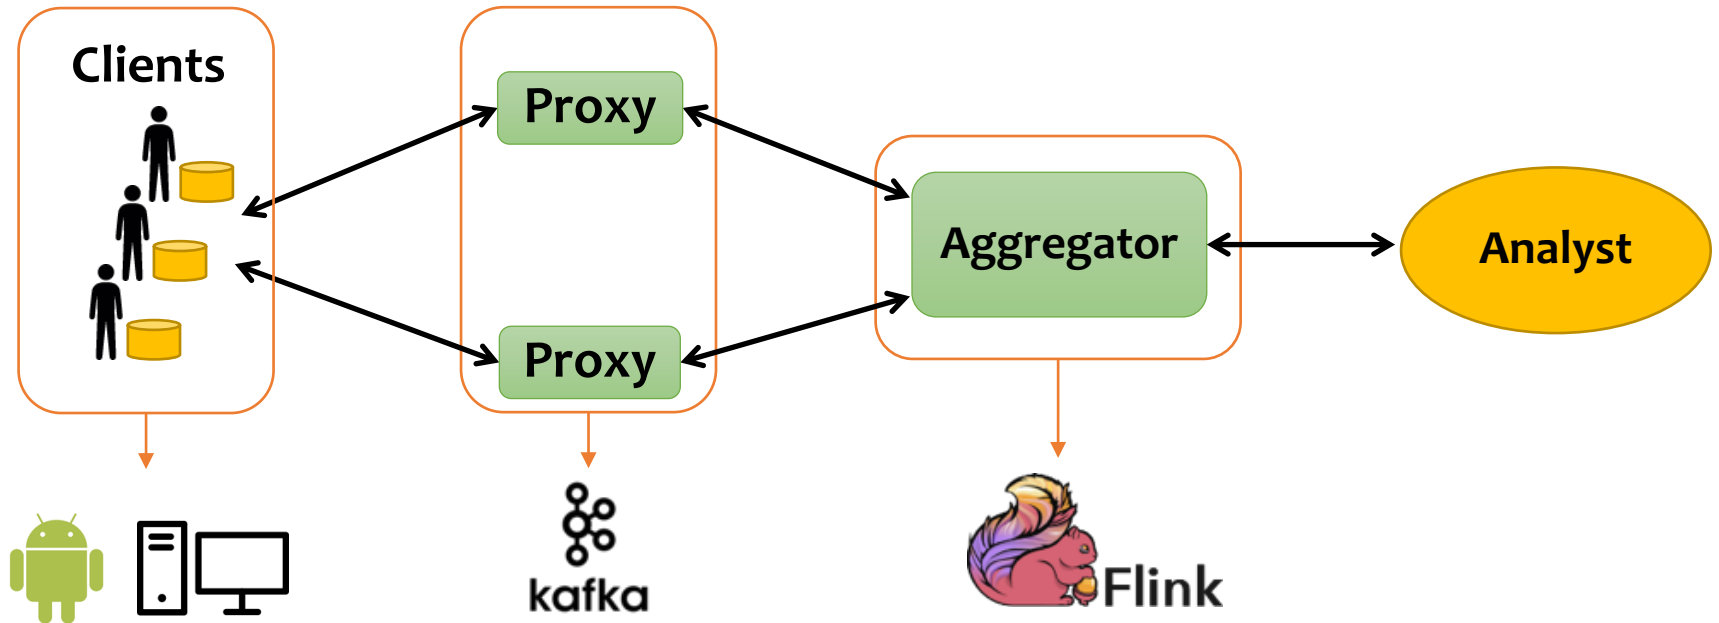 Clients
Proxy
Proxy
Aggregator
Analyst
kafka
Flink